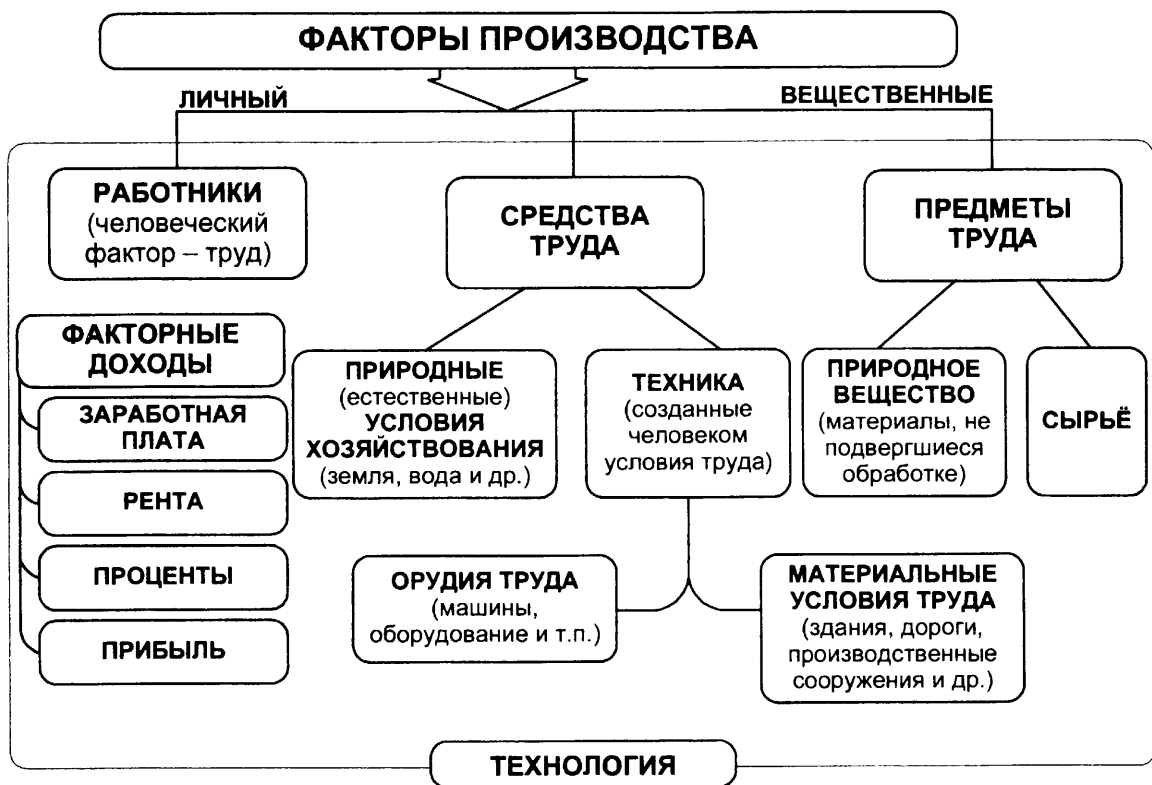 ФАКТОРЫ ПРОИЗВОДСТВА
ЛИЧНЫЙ
ВЕЩЕСТВЕННЫЕ
РАБОТНИКИ
(человеческий
фактор – труд)
СРЕДСТВА
ТРУДА
ПРЕДМЕТЫ
ТРУДА
ФАКТОРНЫЕ
ДОХОДЫ
ЗАРАБОТНАЯ
ПЛАТА
РЕНТА
ПРОЦЕНТЫ
ПРИБЫЛЬ
ПРИРОДНЫЕ
(естественные)
УСЛОВИЯ
ХОЗЯЙСТВОВАНИЯ
(земля, вода и др.)
ТЕХНИКА
(созданные
человеком
условия труда)
ПРИРОДНОЕ
ВЕЩЕСТВО
(материалы, не
подвергшиеся
обработке)
СЫРЬЁ
ОРУДИЯ ТРУДА
(машины,
оборудование и т.п.)
МАТЕРИАЛЬНЫЕ
УСЛОВИЯ ТРУДА
(здания, дороги,
производственные
сооружения и др.)
ТЕХНОЛОГИЯ